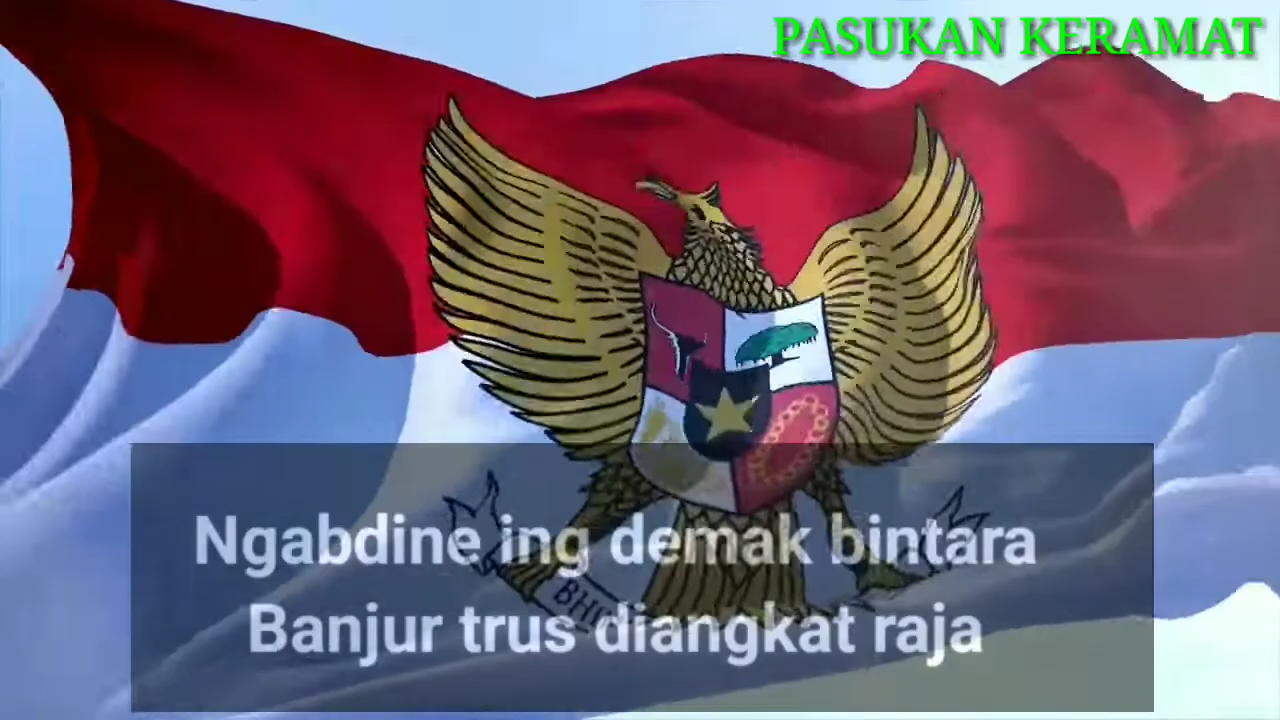 PASUKAN KERAMAT
Ngabdine ing demak bintara
Banjur trus diangkat raja